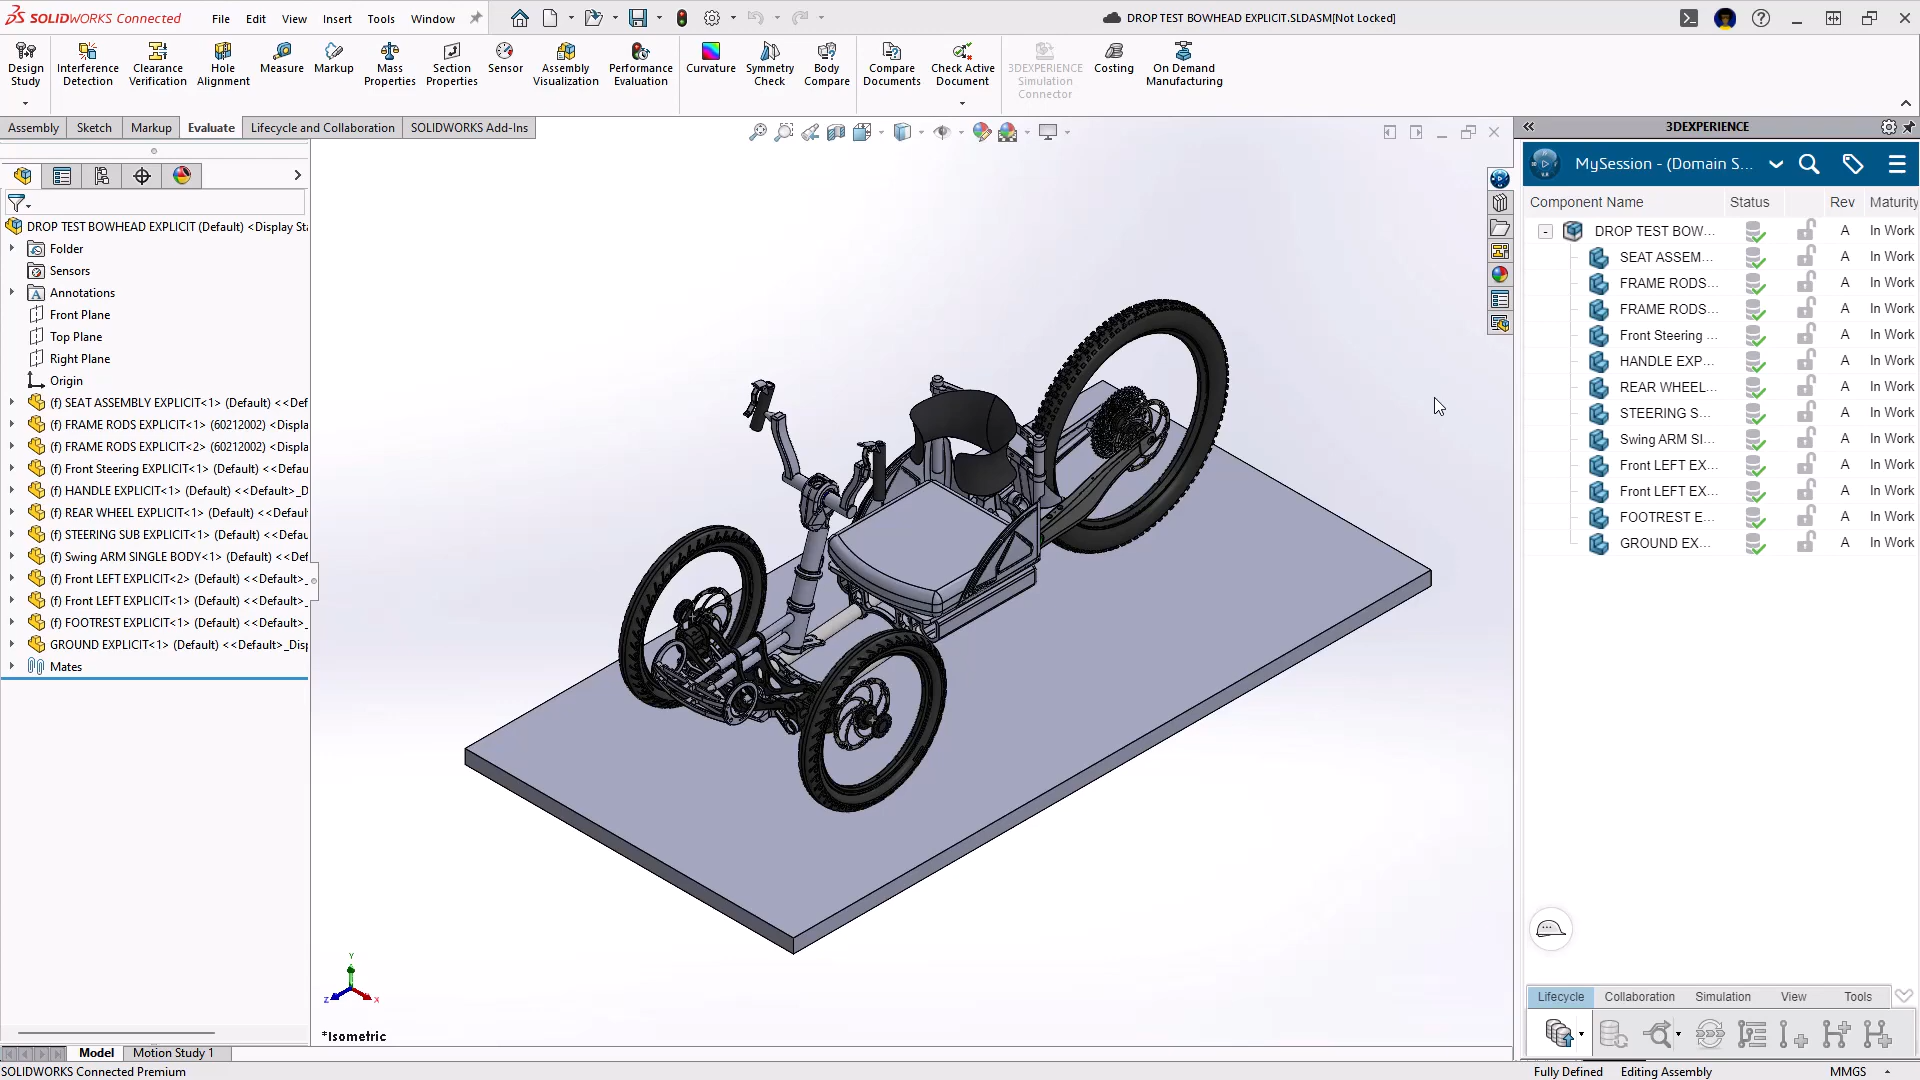 SOLIDWORKS Connected
File Edit View Insert Tools Window
DROP TEST BOWHEAD EXPLICIT.SLDASM[Not Locked]
Design Study
Interference Detection
Clearance Verification
Hole Alignment
Measure
Markup
Mass Properties
Section Properties
Sensor
Assembly Visualization
Performance Evaluation
Curvature
Symmetry Check
Body Compare
Compare Documents
Check Active Document
3DEXPERIENCE Simulation Connector
Costing
On Demand Manufacturing
Assembly Sketch Markup Evaluate Lifecycle and Collaboration SOLIDWORKS Add-Ins
DROP TEST BOWHEAD EXPLICIT (Default) <Display Sta
Folder
Sensors
Annotations
Front Plane
Top Plane
Right Plane
Origin
(f) SEAT ASSEMBLY EXPLICIT<1> (Default) <<Def
(f) FRAME RODS EXPLICIT<1> (60212002) <Displa
(f) FRAME RODS EXPLICIT<2> (60212002) <Displa
(f) Front Steering EXPLICIT<1> (Default) <<Defau
(f) HANDLE EXPLICIT<1> (Default) <<Default>_D
(f) REAR WHEEL EXPLICIT<1> (Default) <<Defaul
(f) STEERING SUB EXPLICIT<1> (Default) <<Defau
(f) Swing ARM SINGLE BODY<1> (Default) <<Def
(f) Front LEFT EXPLICIT<2> (Default) <<Default>_
(f) Front LEFT EXPLICIT<1> (Default) <<Default>_
(f) FOOTREST EXPLICIT<1> (Default) <<Default>_
GROUND EXPLICIT<1> (Default) <<Default>_Disp
Mates
Y
Z X
*Isometric
Model Motion Study 1
SOLIDWORKS Connected Premium
3DEXPERIENCE
MySession - (Domain S...
Component Name Status Rev Maturity
DROP TEST BOW... A In Work
SEAT ASSEM... A In Work
FRAME RODS... A In Work
FRAME RODS... A In Work
Front Steering ... A In Work
HANDLE EXP... A In Work
REAR WHEEL... A In Work
STEERING S... A In Work
Swing ARM SI... A In Work
Front LEFT EX... A In Work
Front LEFT EX... A In Work
FOOTREST E... A In Work
GROUND EX... A In Work
Lifecycle Collaboration Simulation View Tools
Fully Defined Editing Assembly MMGS